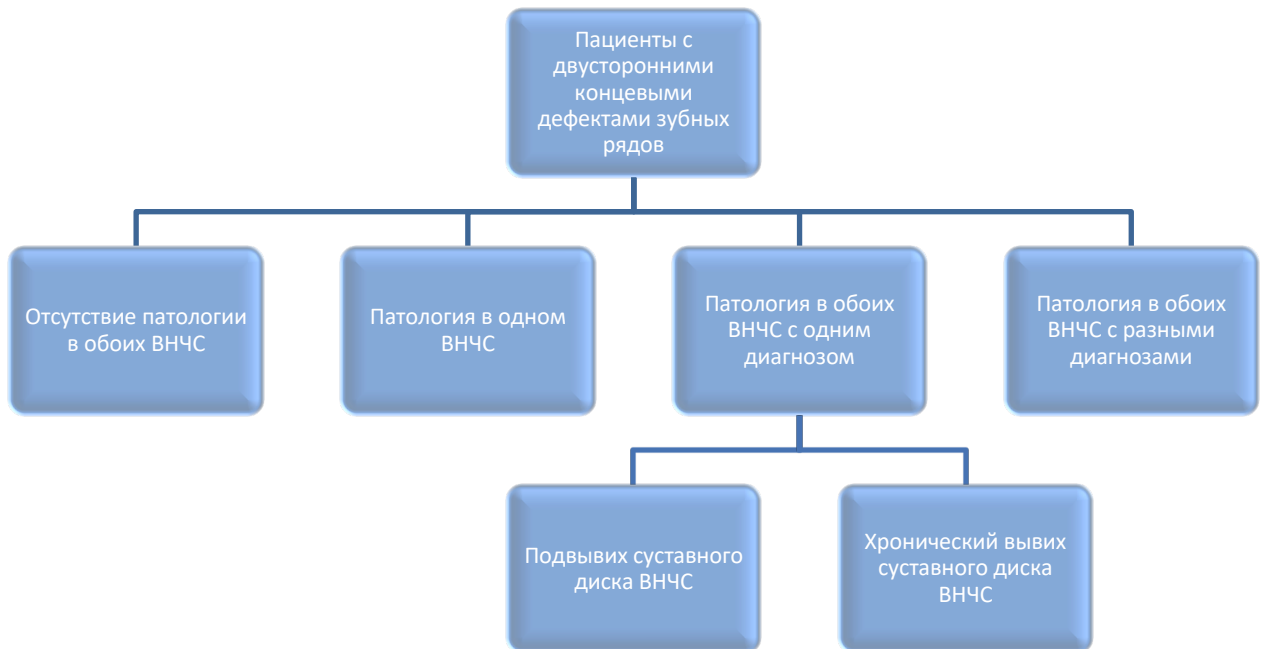 Пациенты с
двусторонними
концевыми
дефектами зубных
рядов
Отсутствие патологии
в обоих ВНЧС
Патология в одном
ВНЧС
Патология в обоих
ВНЧС с одним
диагнозом
Патология в обоих
ВНЧС с разными
диагнозами
Подвывих суставного
диска ВНЧС
Хронический вывих
суставного диска
ВНЧС